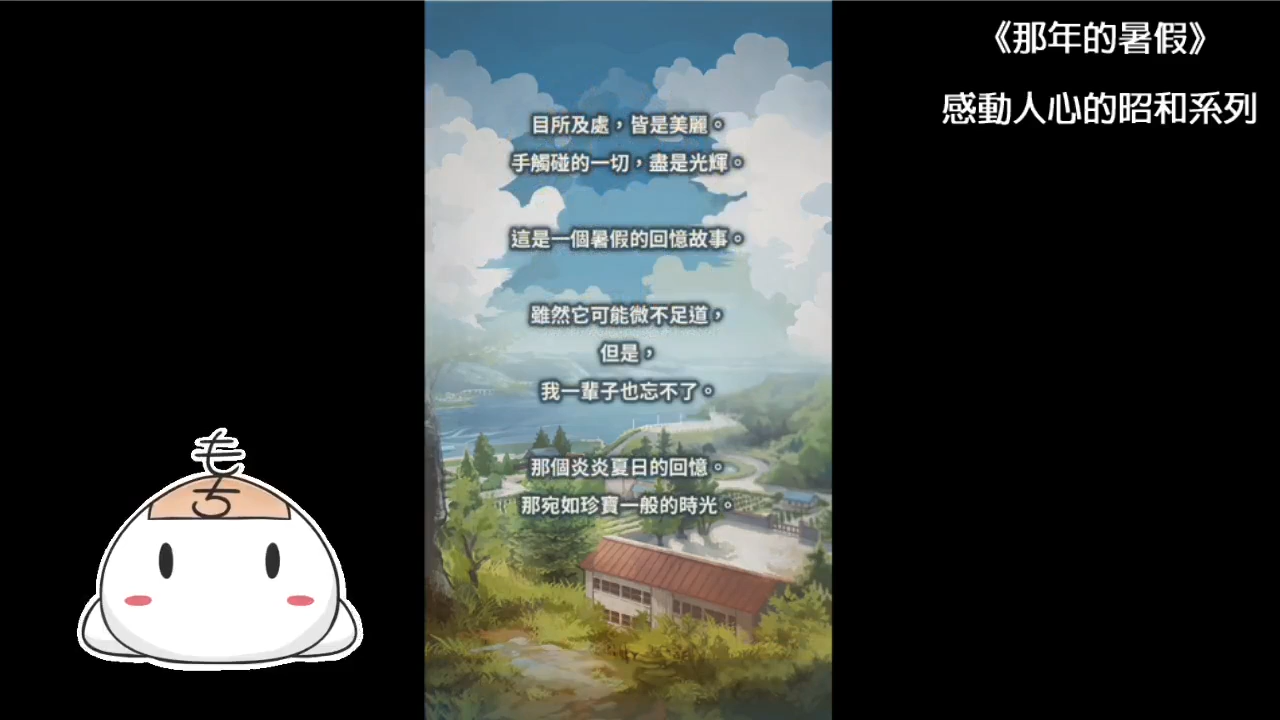 《那年的暑假》
感動人心的昭和系列
目所及處，皆是美麗。
手觸碰的一切，盡是光輝。
這是一個暑假的回憶故事。
雖然它可能微不足道，
但是，
我一輩子也忘不了。
那個炎炎夏日的回憶。
那宛如珍寶一般的時光。
もち